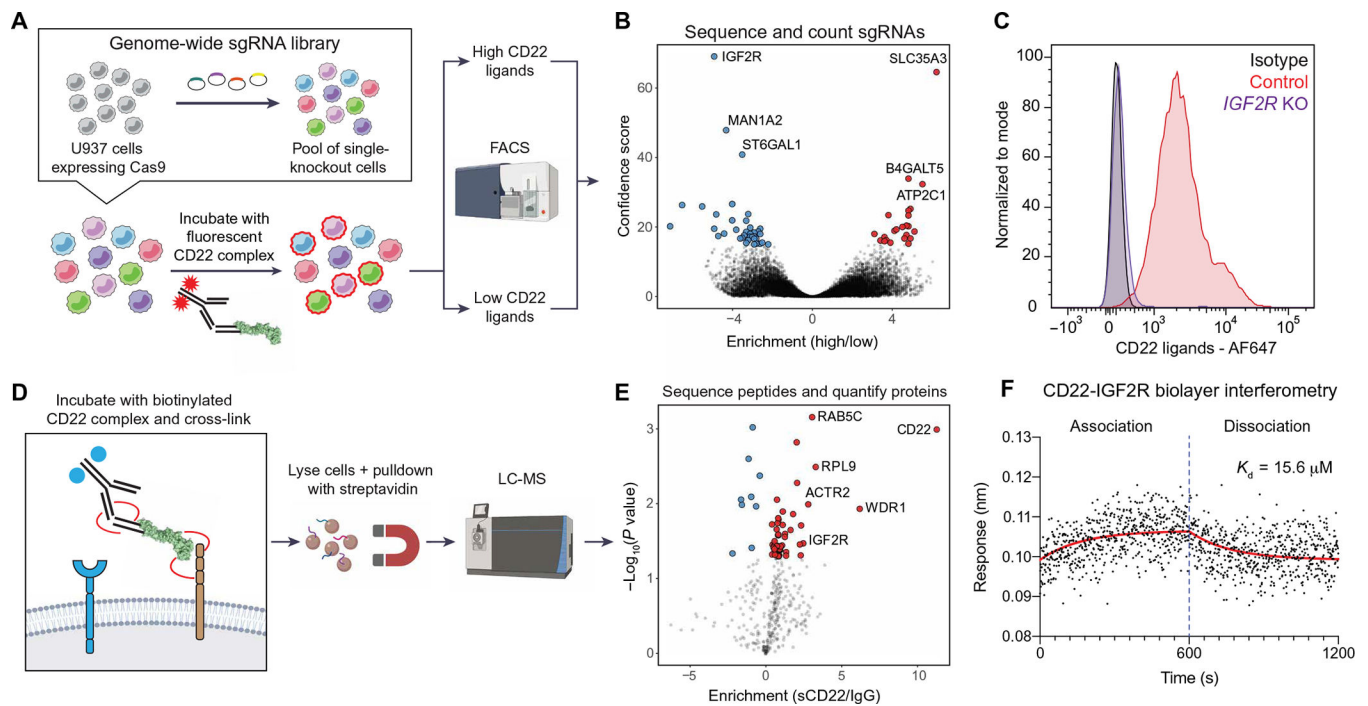 A
Genome-wide sgRNA library
U937 cells
expressing Cas9
Pool of single-
knockout cells
Incubate with
fluorescent
CD22 complex
High CD22
ligands
FACS
Low CD22
ligands
B
Sequence and count sgRNAs
IGF2R
SLC35A3
MAN1A2
ST6GAL1
B4GALT5
ATP2C1
Confidence score
60
40
20
0
−4
0
4
Enrichment (high/low)
C
Isotype
Control
IGF2R KO
Normalized to mode
100
80
60
40
20
0
−10³
0
10³
10⁴
10⁵
CD22 ligands - AF647
D
Incubate with biotinylated
CD22 complex and cross-link
Lyse cells + pulldown
with streptavidin
LC-MS
E
Sequence peptides and quantify proteins
RAB5C
CD22
RPL9
ACTR2
WDR1
IGF2R
−Log₁₀(P value)
3
2
1
0
−5
0
5
10
Enrichment (sCD22/IgG)
F
CD22-IGF2R biolayer interferometry
Association
Dissociation
Kd = 15.6 μM
Response (nm)
0.13
0.12
0.11
0.10
0.09
0.08
0
600
1200
Time (s)